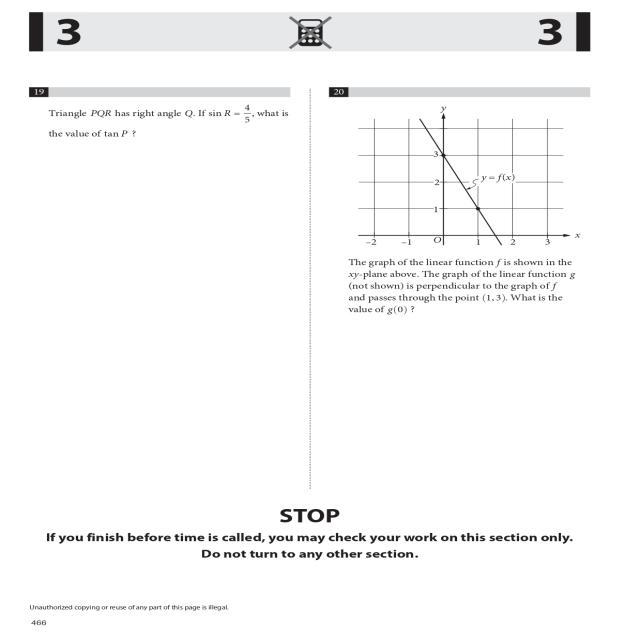 3
3
19
Triangle PQR has right angle Q. If sin R = 4/5, what is
the value of tan P ?
20
y
3
2
1
y = f(x)
−2
−1
O
1
2
3
x
The graph of the linear function f is shown in the
xy-plane above. The graph of the linear function g
(not shown) is perpendicular to the graph of f
and passes through the point (1, 3). What is the
value of g(0) ?
STOP
If you finish before time is called, you may check your work on this section only.
Do not turn to any other section.
Unauthorized copying or reuse of any part of this page is illegal.
466